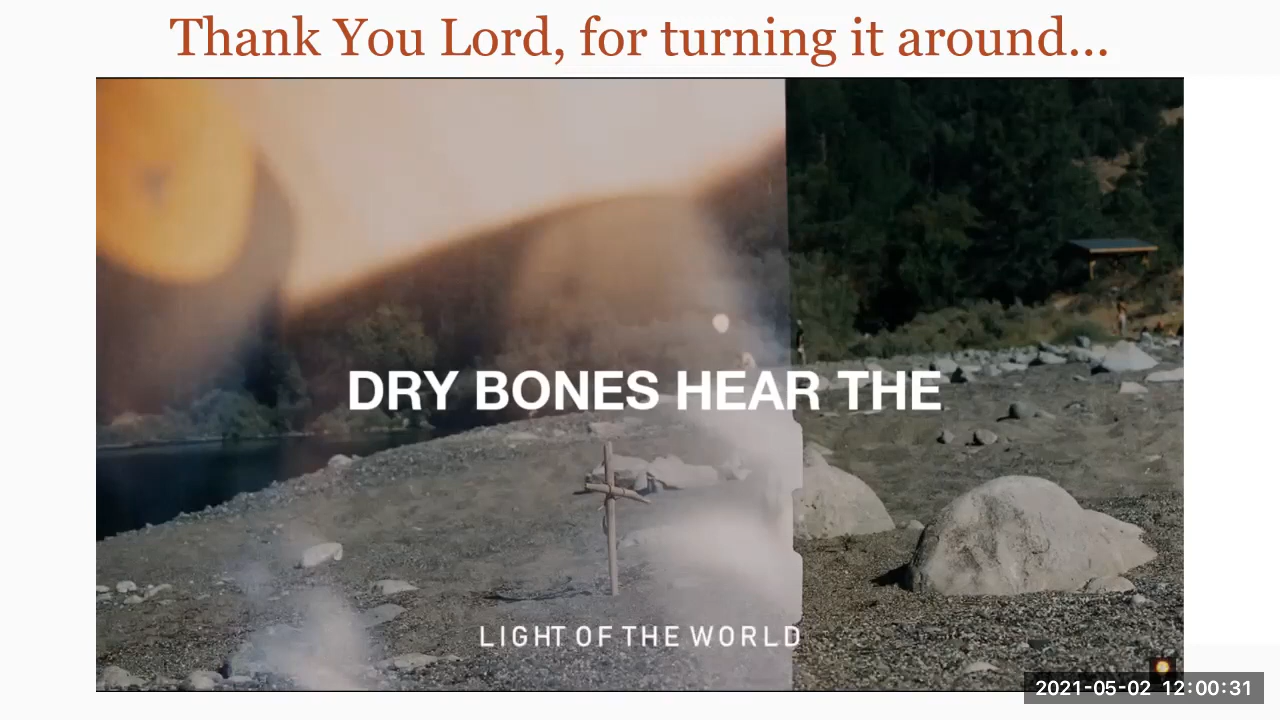 Thank You Lord, for turning it around...
DRY BONES HEAR THE
LIGHT OF THE WORLD
2021-05-02 12:00:31